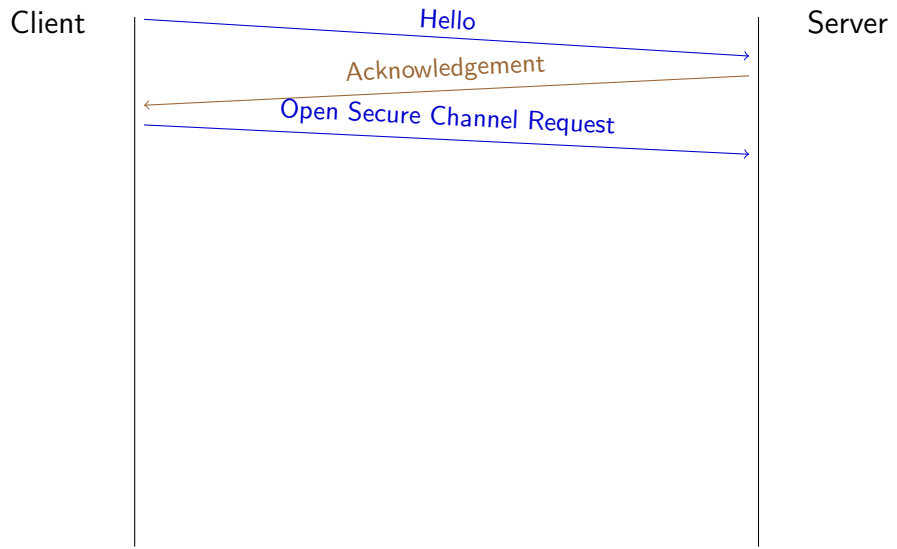 Client
Server
Hello
Acknowledgement
Open Secure Channel Request